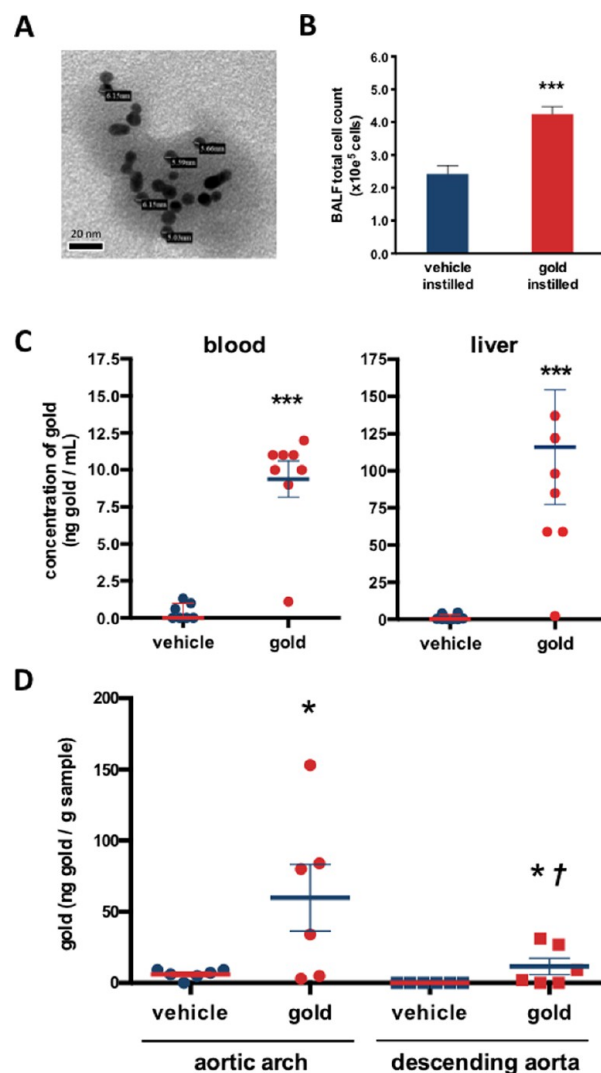 A
6.15nm
5.66nm
5.59nm
6.15nm
5.03nm
20 nm
B
BALF total cell count
(x10e⁵ cells)
6.0
5.0
4.0
3.0
2.0
1.0
0.0
***
vehicle
instilled
gold
instilled
C
blood
concentration of gold
(ng gold / mL)
17.5
15.0
12.5
10.0
7.5
5.0
2.5
0.0
***
vehicle
gold
liver
175
150
125
100
75
50
25
0
***
vehicle
gold
D
gold (ng gold / g sample)
200
150
100
50
0
*
* †
vehicle
gold
vehicle
gold
aortic arch
descending aorta